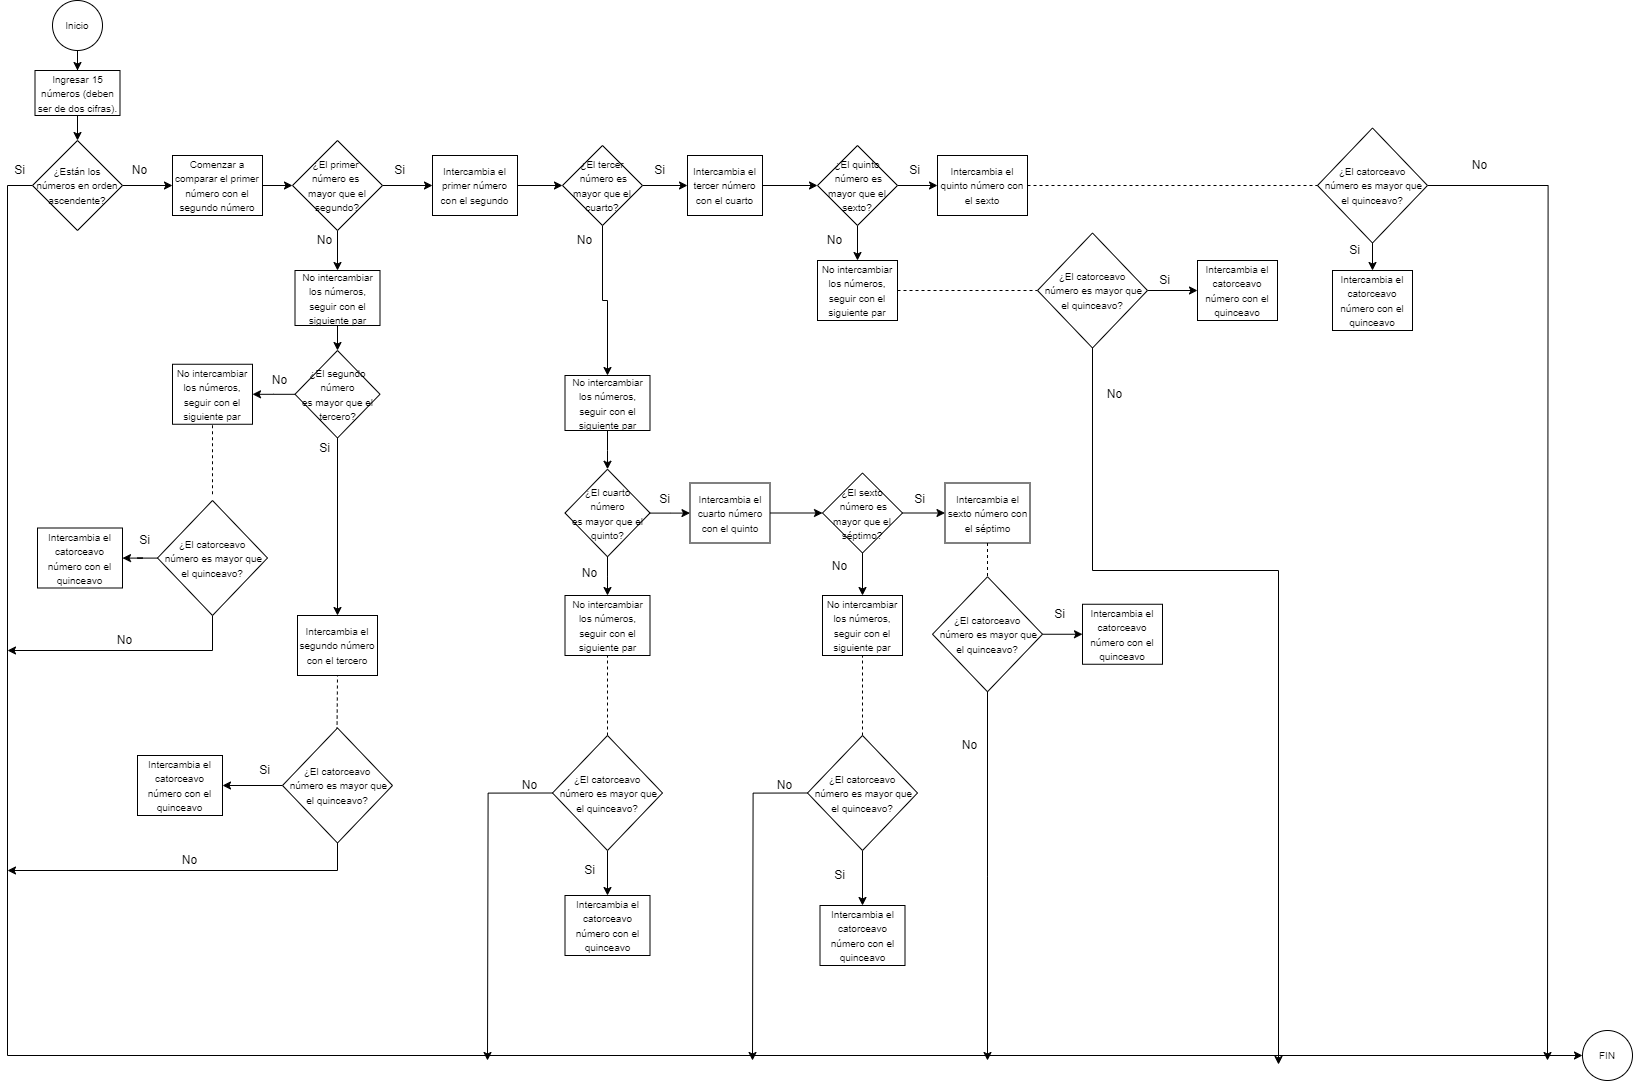 Inicio
Ingresar 15
números (deben
ser de dos cifras).
Si
¿Están los
números en orden
ascendente?
No
Comenzar a
comparar el primer
número con el
segundo número
¿El primer
número es
mayor que el
segundo?
Si
Intercambia el
primer número
con el segundo
¿El tercer
número es
mayor que el
cuarto?
Si
Intercambia el
tercer número
con el cuarto
¿El quinto
número es
mayor que el
sexto?
Si
Intercambia el
quinto número con
el sexto
¿El catorceavo
número es mayor que
el quinceavo?
No
No
No
No
Si
No intercambiar
los números,
seguir con el
siguiente par
No intercambiar
los números,
seguir con el
siguiente par
¿El catorceavo
número es mayor que
el quinceavo?
Si
Intercambia el
catorceavo
número con el
quinceavo
Intercambia el
catorceavo
número con el
quinceavo
No intercambiar
los números,
seguir con el
siguiente par
No
¿El segundo
número
es mayor que el
tercero?
No intercambiar
los números,
seguir con el
siguiente par
No
Si
¿El cuarto
número
es mayor que el
quinto?
Si
Intercambia el
cuarto número
con el quinto
¿El sexto
número es
mayor que el
séptimo?
Si
Intercambia el
sexto número con
el séptimo
Intercambia el
catorceavo
número con el
quinceavo
Si
¿El catorceavo
número es mayor que
el quinceavo?
No
No
No
Intercambia el
segundo número
con el tercero
No intercambiar
los números,
seguir con el
siguiente par
No intercambiar
los números,
seguir con el
siguiente par
¿El catorceavo
número es mayor que
el quinceavo?
Si
Intercambia el
catorceavo
número con el
quinceavo
No
Intercambia el
catorceavo
número con el
quinceavo
Si
¿El catorceavo
número es mayor que
el quinceavo?
No
¿El catorceavo
número es mayor que
el quinceavo?
No
¿El catorceavo
número es mayor que
el quinceavo?
No
Si
Si
Intercambia el
catorceavo
número con el
quinceavo
Intercambia el
catorceavo
número con el
quinceavo
FIN